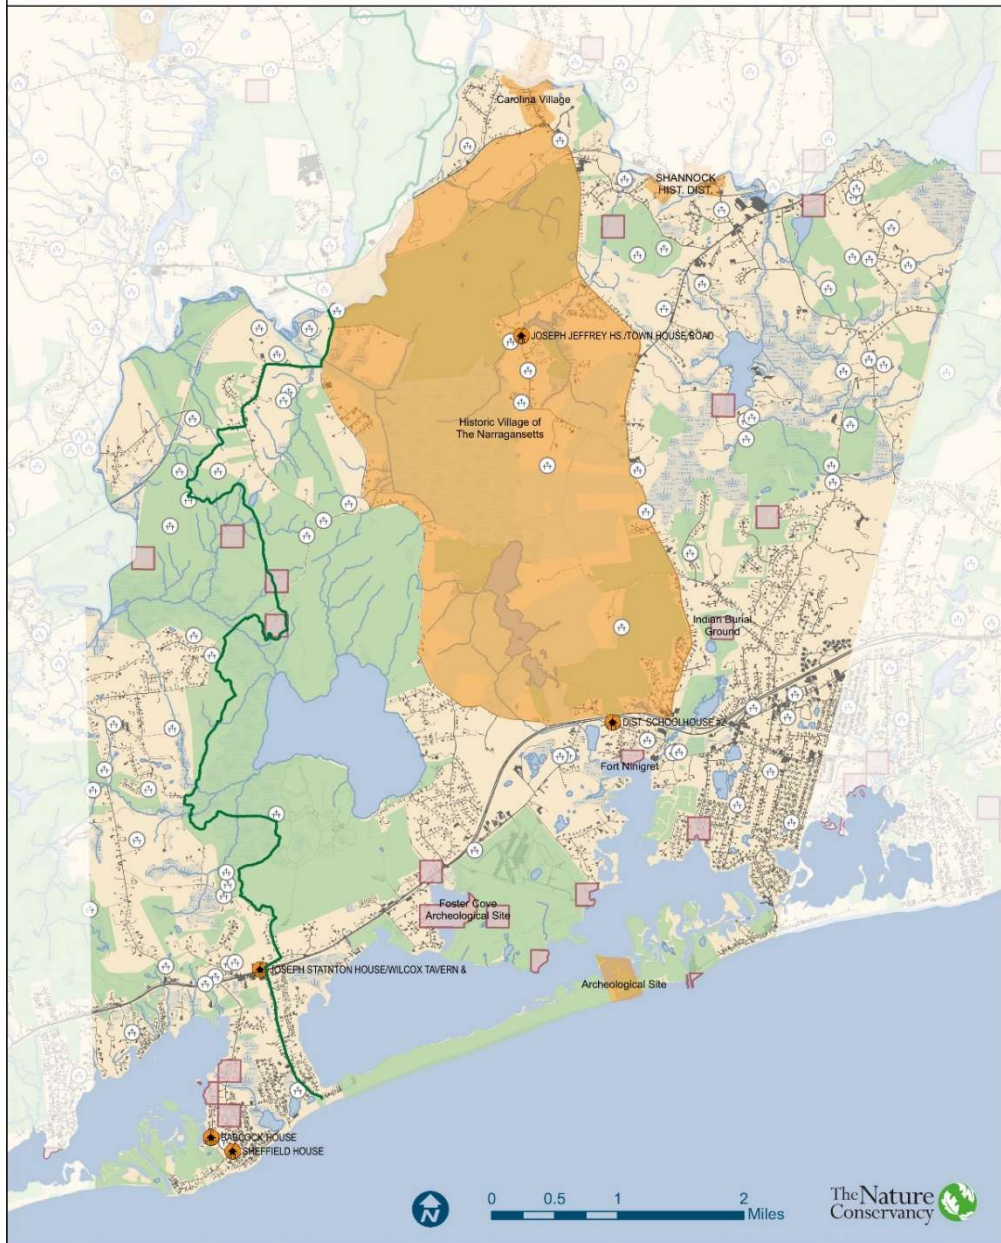 Carolina Village
SHANNOCK
HIST. DIST.
JOSEPH JEFFREY HS./TOWN HOUSE/ROAD
Historic Village of
The Narragansetts
Indian Burial
Ground
DIST. SCHOOLHOUSE #2
Fort Ninigret
Foster Cove
Archeological Site
JOSEPH STATNTON HOUSE/WILCOX TAVERN &
Archeological Site
BABCOCK HOUSE
SHEFFIELD HOUSE
N
0 0.5 1 2
Miles
The Nature
Conservancy